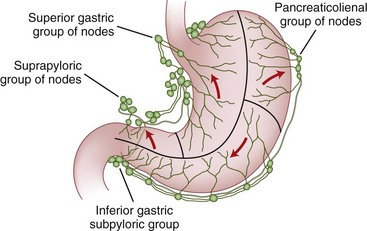 Superior gastric
group of nodes
Pancreaticolienal
group of nodes
Suprapyloric
group of nodes
Inferior gastric
subpyloric group